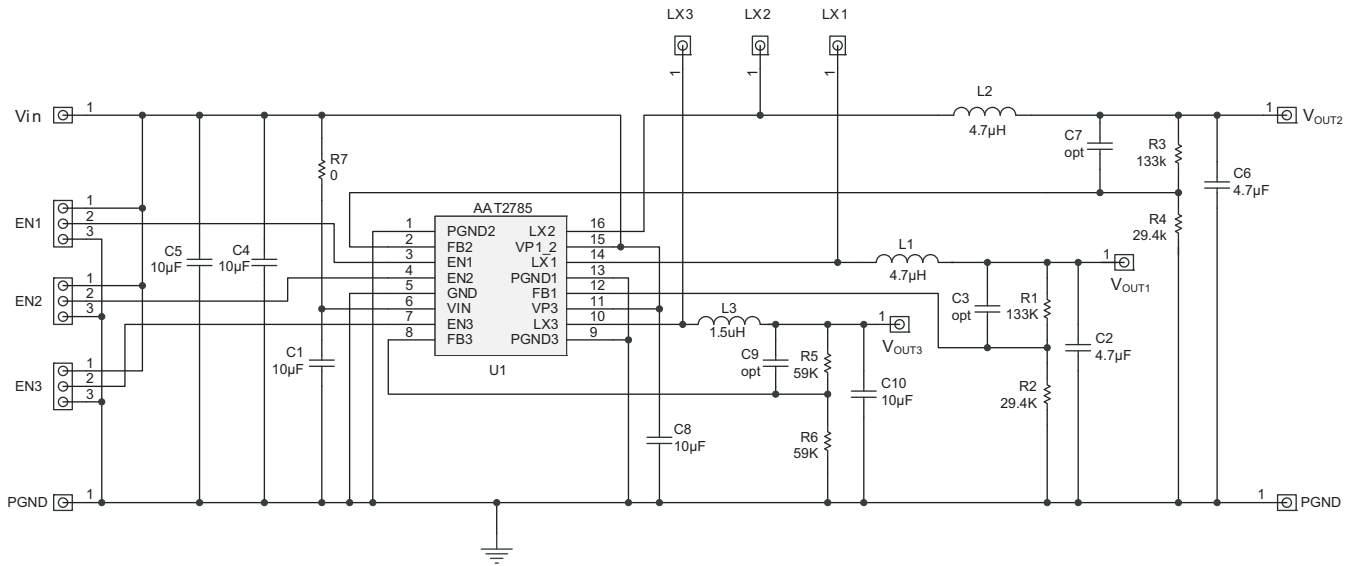 LX3 LX2 LX1
1 1 1
Vin 1
L2
4.7µH
1 VOUT2
R7
0
C7
opt
R3
133k
C6
4.7µF
EN1
1
2
3
AAT2785
1 PGND2 LX2 16
2 FB2 VP1_2 15
3 EN1 LX1 14
4 EN2 PGND1 13
5 GND FB1 12
6 VIN VP3 11
7 EN3 LX3 10
8 FB3 PGND3 9
U1
R4
29.4k
C5
10µF
C4
10µF
L1
4.7µH
1
VOUT1
EN2
1
2
3
C3
opt
R1
133K
L3
1.5uH
1
VOUT3
C1
10µF
C2
4.7µF
EN3
1
2
3
C9
opt
R5
59K
C10
10µF
R2
29.4K
C8
10µF
R6
59K
PGND 1
1 PGND